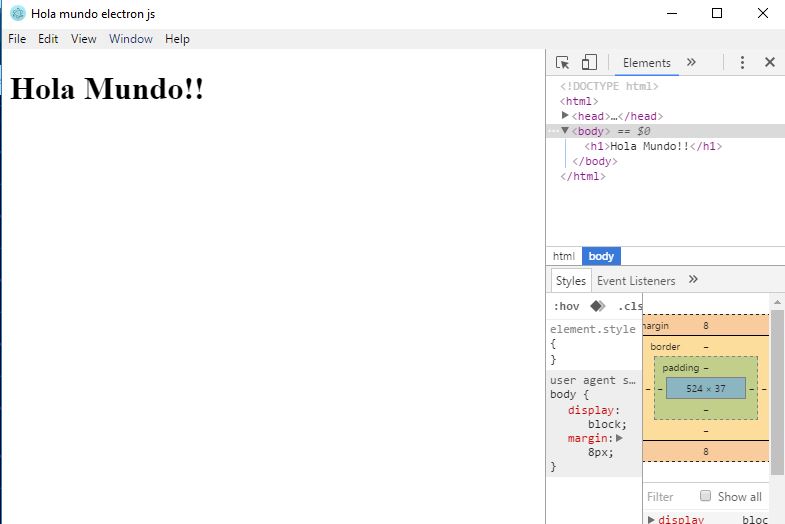 Hola mundo electron js
File Edit View Window Help
Hola Mundo!!
Elements »
<!DOCTYPE html>
<html>
<head>…</head>
<body> == $0
<h1>Hola Mundo!!</h1>
</body>
</html>
html body
Styles Event Listeners »
:hov .cls
element.style
{
}
user agent s…
body {
display:
block;
margin:
8px;
}
margin 8
border –
padding –
– – 524 × 37 – –
–
–
8
Filter Show all
display bloc